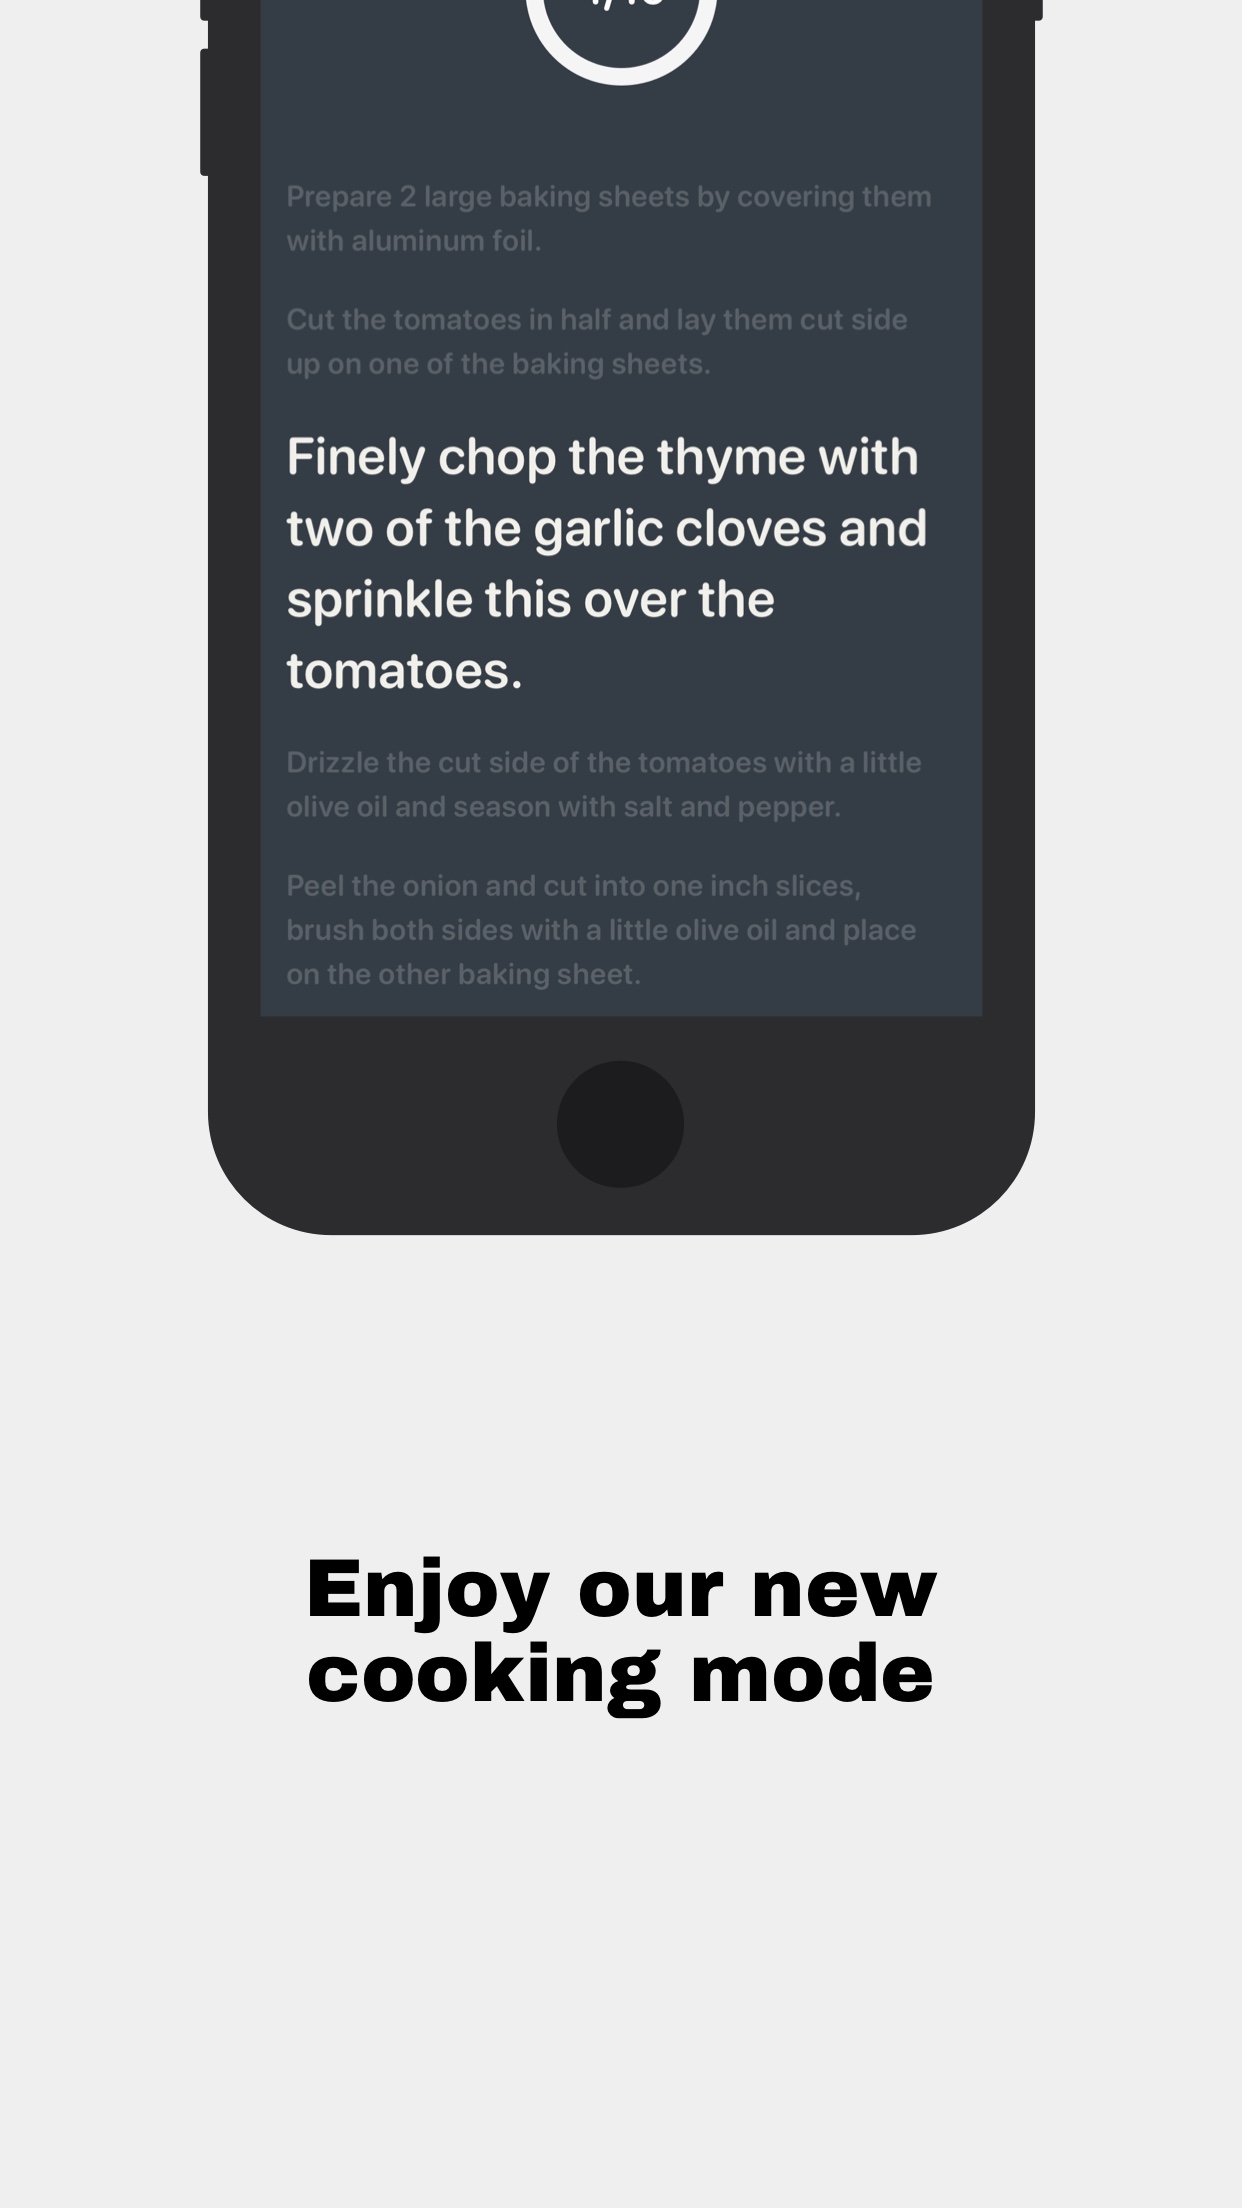 Prepare 2 large baking sheets by covering them
with aluminum foil.
Cut the tomatoes in half and lay them cut side
up on one of the baking sheets.
Finely chop the thyme with
two of the garlic cloves and
sprinkle this over the
tomatoes.
Drizzle the cut side of the tomatoes with a little
olive oil and season with salt and pepper.
Peel the onion and cut into one inch slices,
brush both sides with a little olive oil and place
on the other baking sheet.
Enjoy our new
cooking mode